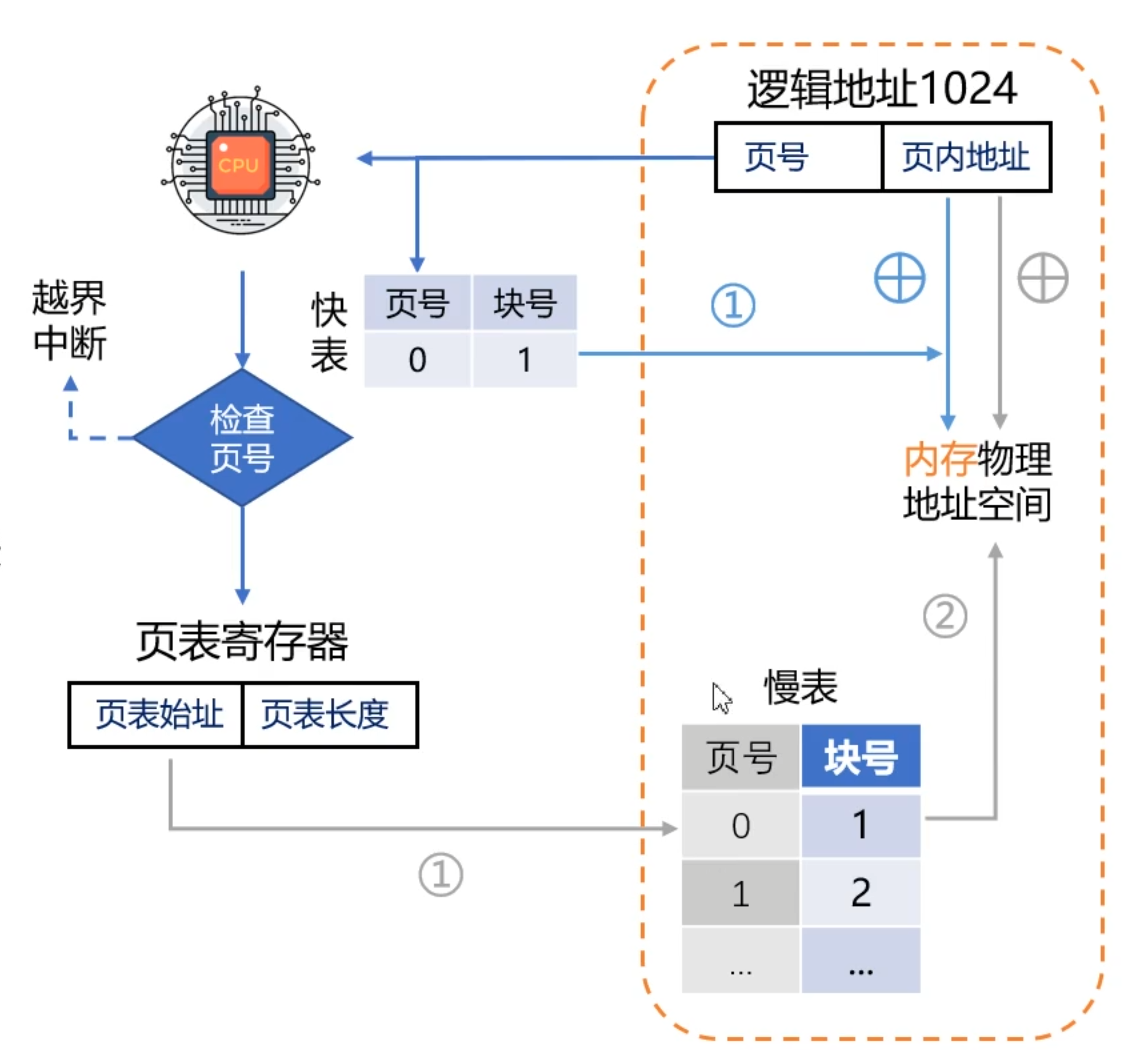 逻辑地址1024
页号 页内地址
CPU
越界
中断
快
表
页号 块号
0 1
①
检查
页号
内存物理
地址空间
页表寄存器
页表始址 页表长度
②
慢表
页号 块号
0 1
1 2
... ...
①